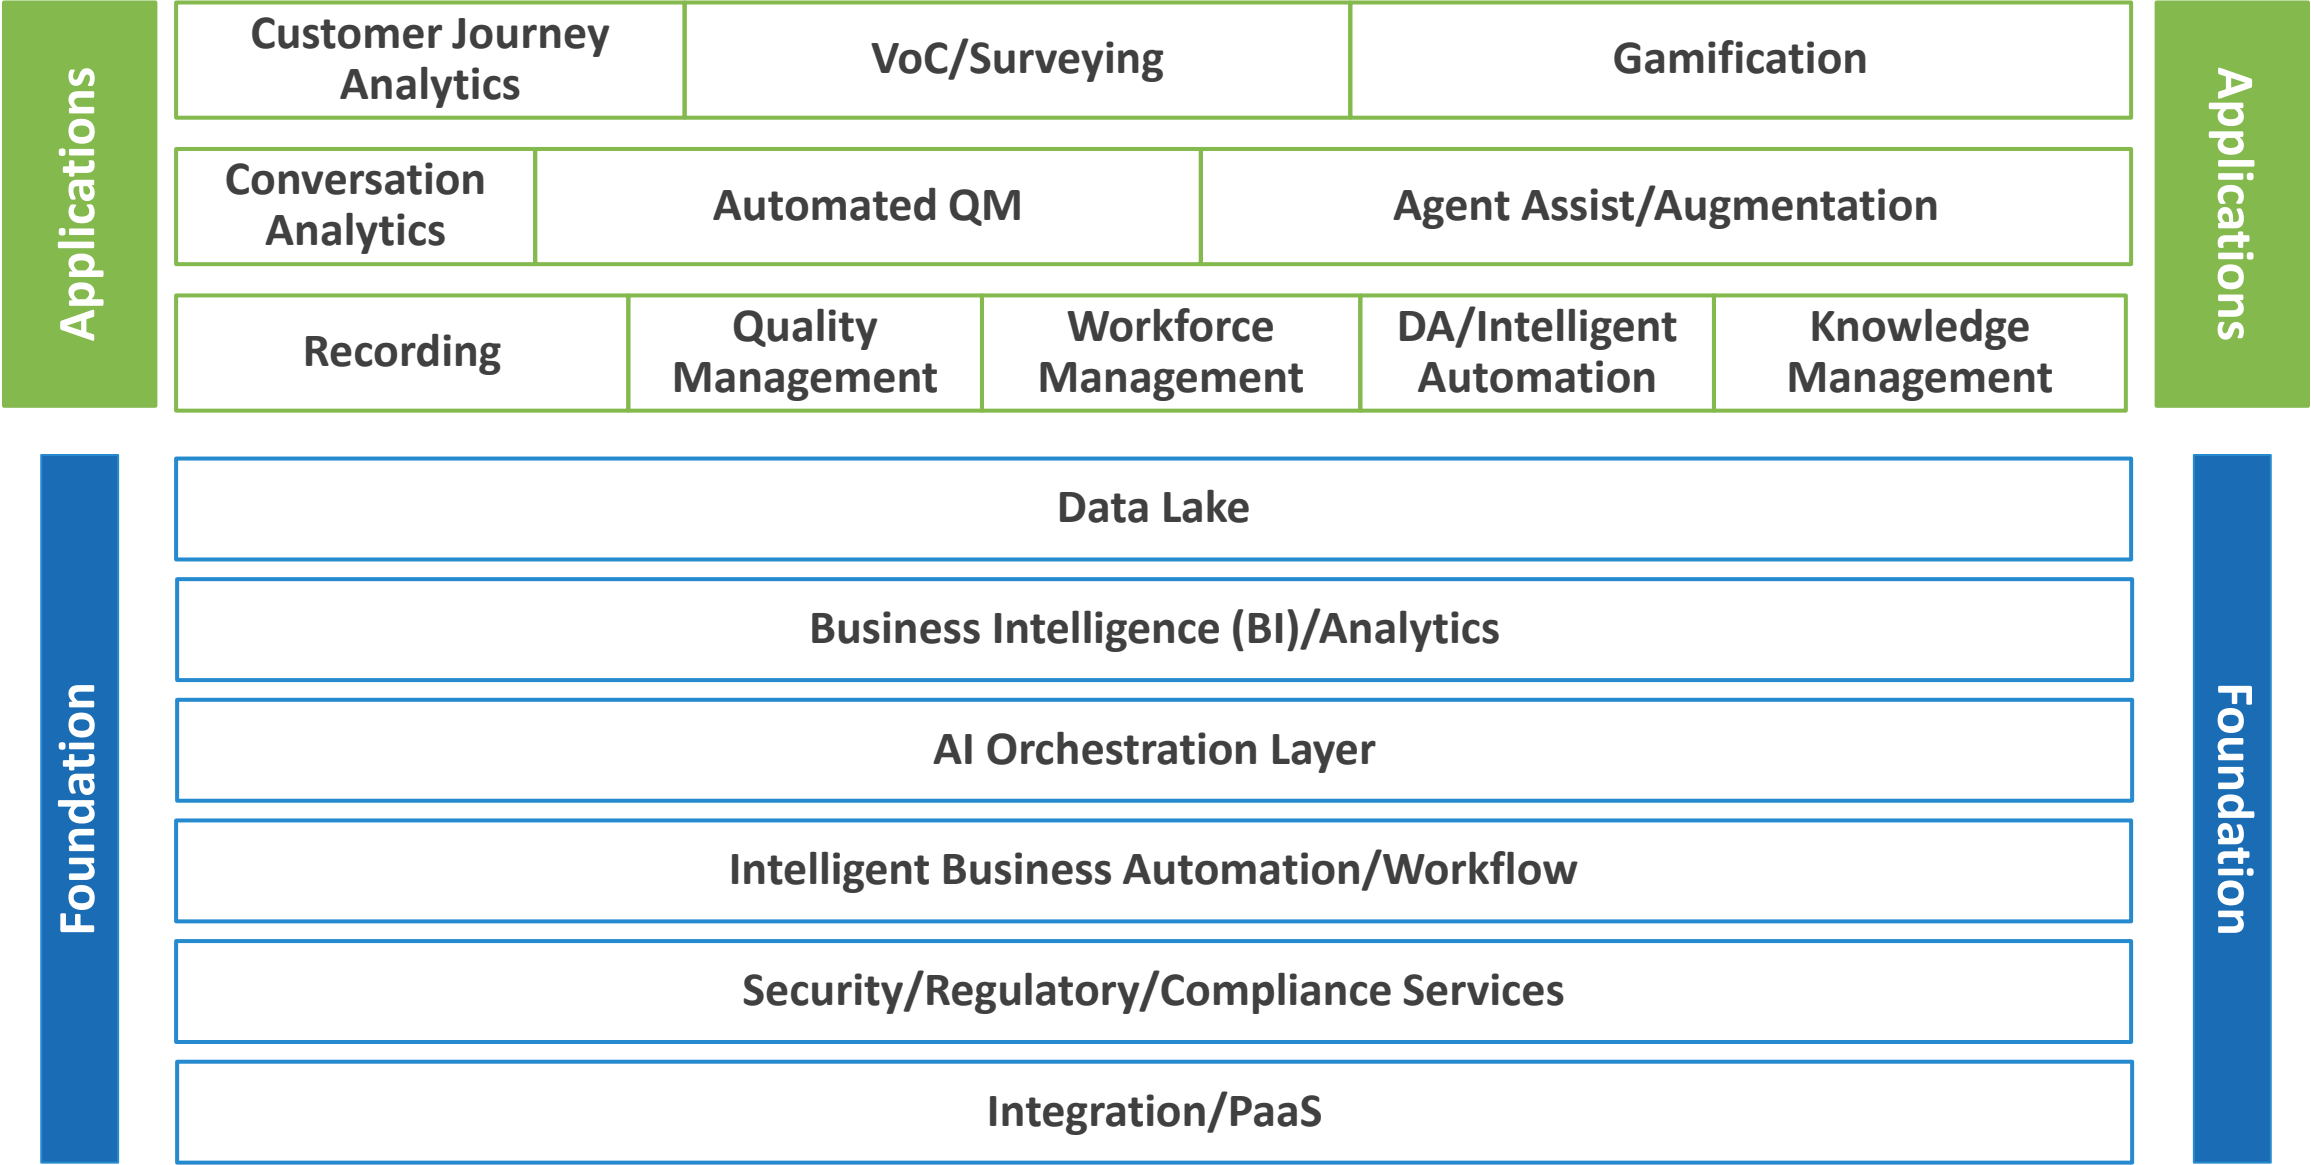 Applications
Customer Journey
Analytics
VoC/Surveying
Gamification
Applications
Conversation
Analytics
Automated QM
Agent Assist/Augmentation
Recording
Quality
Management
Workforce
Management
DA/Intelligent
Automation
Knowledge
Management
Foundation
Data Lake
Business Intelligence (BI)/Analytics
AI Orchestration Layer
Intelligent Business Automation/Workflow
Security/Regulatory/Compliance Services
Integration/PaaS
Foundation